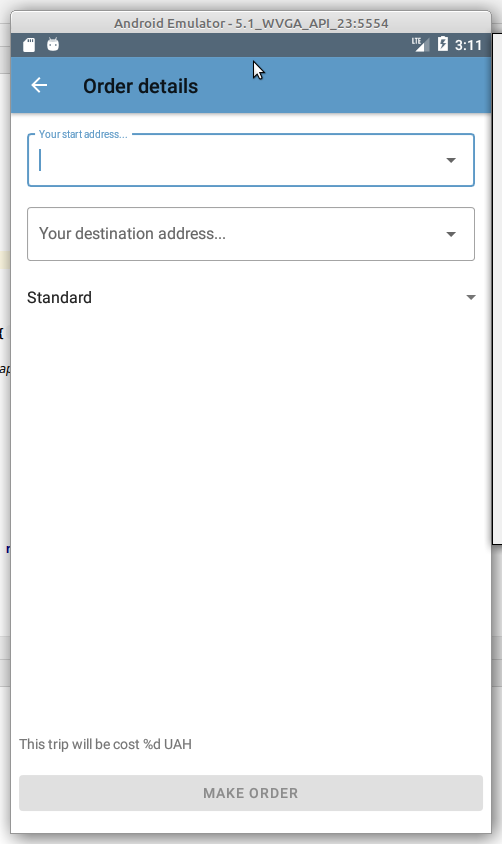 Android Emulator - 5.1_WVGA_API_23:5554
LTE 3:11
Order details
Your start address...
Your destination address...
Standard
This trip will be cost %d UAH
MAKE ORDER